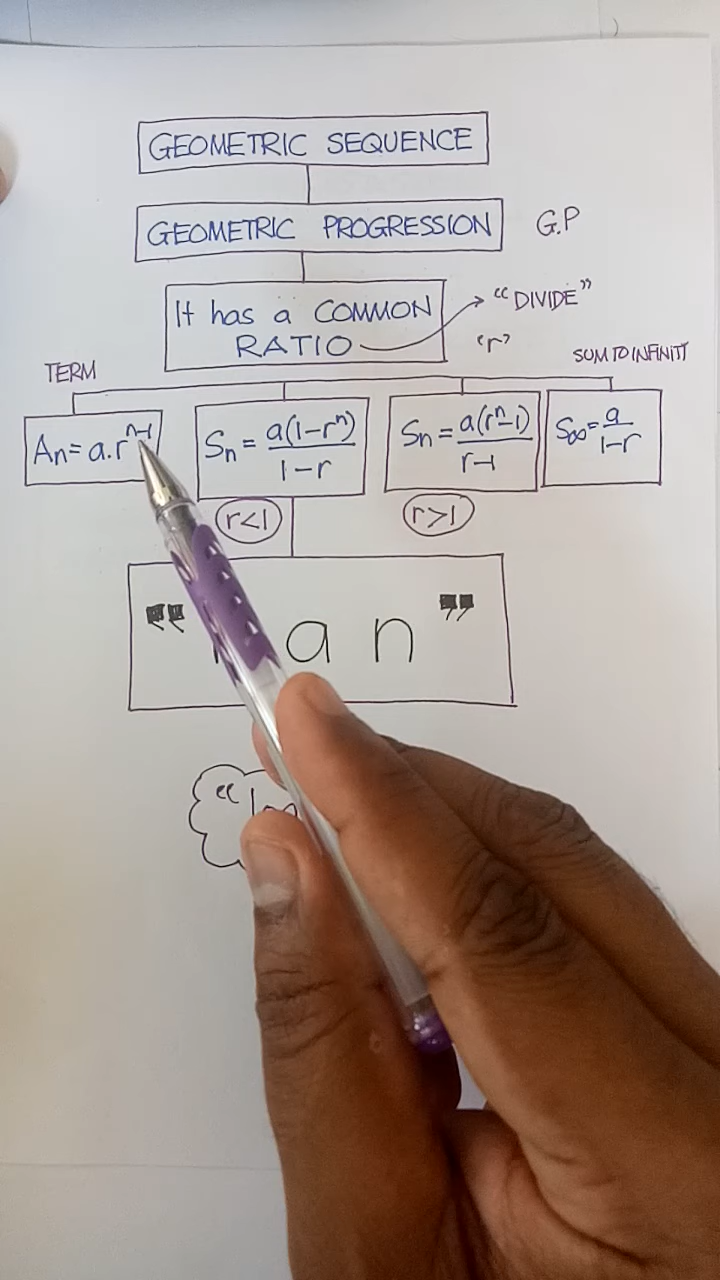 GEOMETRIC SEQUENCE
GEOMETRIC PROGRESSION G.P
It has a COMMON "DIVIDE"
RATIO "r"
TERM SUM TO INFINITI
An = a.r^(n-1) Sn = a(1-r^n)/(1-r) Sn = a(r^n-1)/(r-1) S∞ = a/(1-r)
r<1 r>1
" a n "